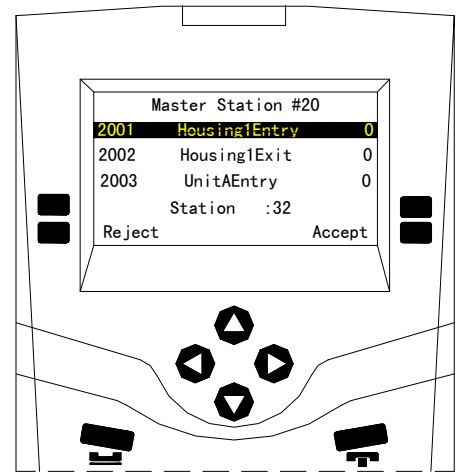 Master Station #20
2001 Housing1Entry 0
2002 Housing1Exit 0
2003 UnitAEntry 0
Station :32
Reject Accept